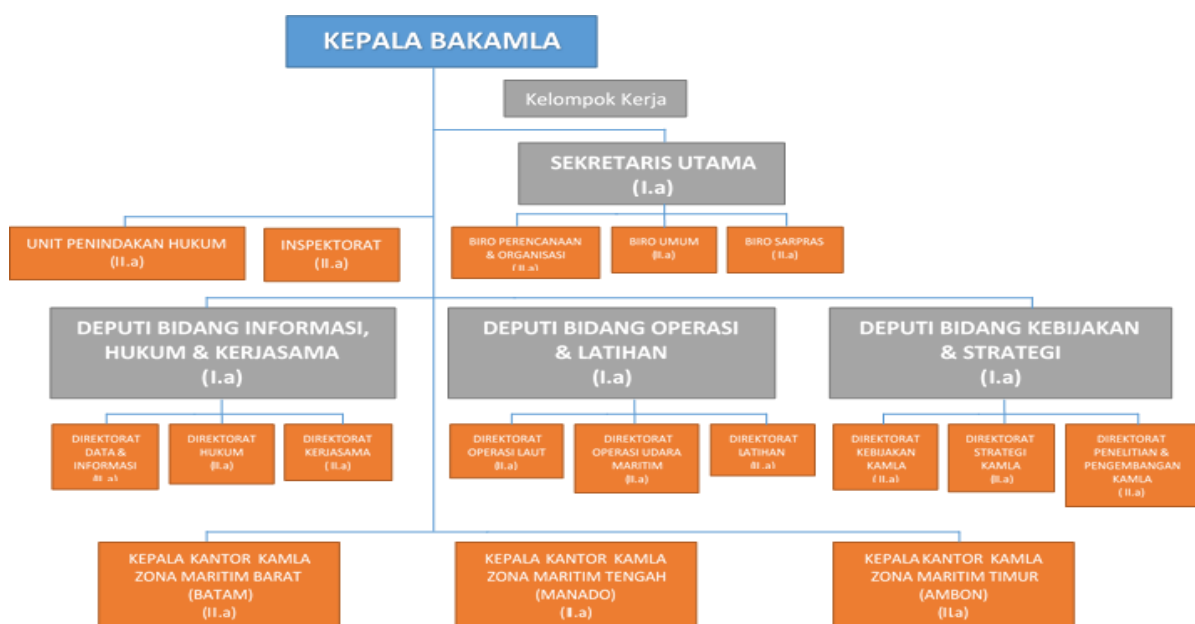 KEPALA BAKAMLA
Kelompok Kerja
SEKRETARIS UTAMA
(I.a)
UNIT PENINDAKAN HUKUM
(II.a)
INSPEKTORAT
(II.a)
BIRO PERENCANAAN
& ORGANISASI
(II.a)
BIRO UMUM
(II.a)
BIRO SARPRAS
(II.a)
DEPUTI BIDANG INFORMASI,
HUKUM & KERJASAMA
(I.a)
DEPUTI BIDANG OPERASI
& LATIHAN
(I.a)
DEPUTI BIDANG KEBIJAKAN
& STRATEGI
(I.a)
DIREKTORAT
DATA &
INFORMASI
(II.a)
DIREKTORAT
HUKUM
(II.a)
DIREKTORAT
KERJASAMA
(II.a)
DIREKTORAT
OPERASI LAUT
(II.a)
DIREKTORAT
OPERASI UDARA
MARITIM
(II.a)
DIREKTORAT
LATIHAN
(II.a)
DIREKTORAT
KEBIJAKAN
KAMLA
(II.a)
DIREKTORAT
STRATEGI
KAMLA
(II.a)
DIREKTORAT
PENELITIAN &
PENGEMBANGAN
KAMLA
(II.a)
KEPALA KANTOR KAMLA
ZONA MARITIM BARAT
(BATAM)
(II.a)
KEPALA KANTOR KAMLA
ZONA MARITIM TENGAH
(MANADO)
(II.a)
KEPALA KANTOR KAMLA
ZONA MARITIM TIMUR
(AMBON)
(II.a)